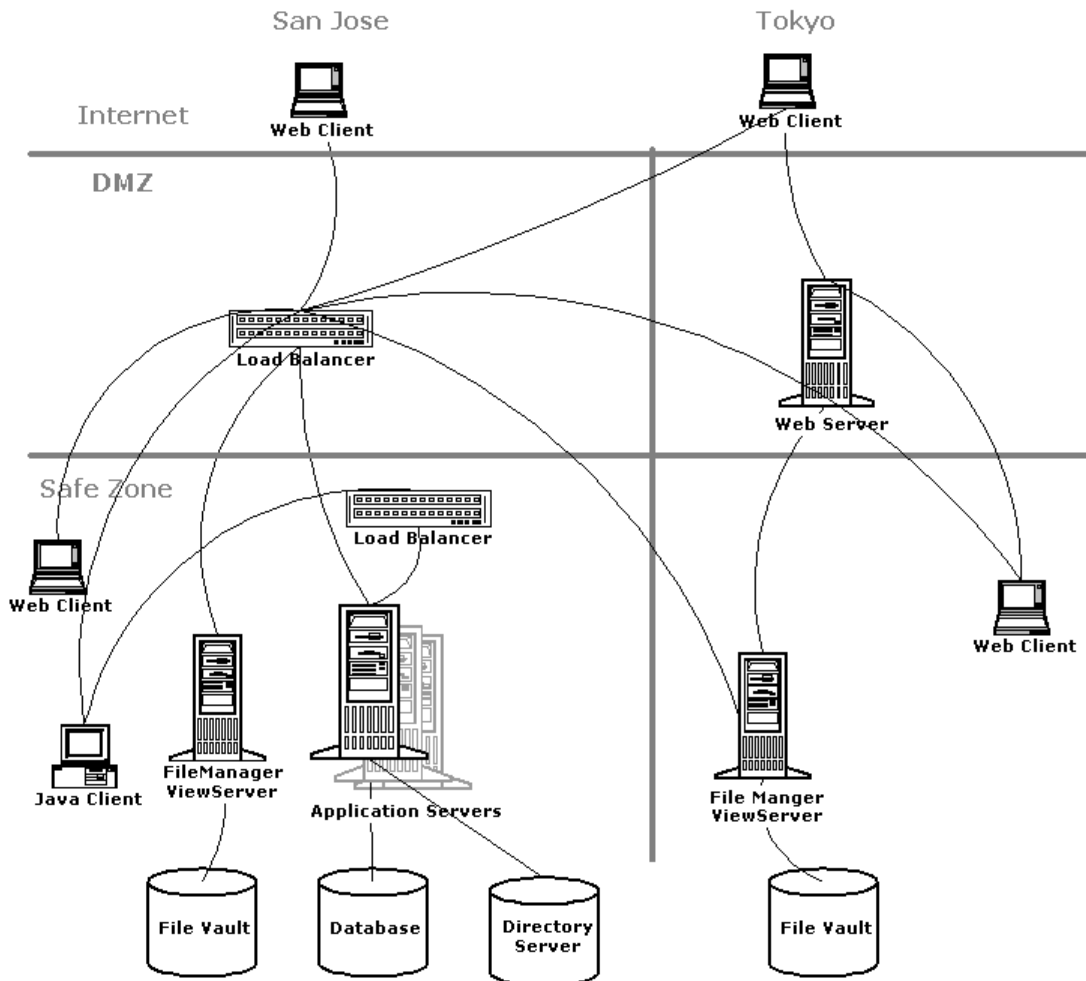 San Jose
Tokyo
Internet
Web Client
Web Client
DMZ
Load Balancer
Web Server
Safe Zone
Load Balancer
Web Client
Web Client
Java Client
FileManager
ViewServer
Application Servers
File Manger
ViewServer
File Vault
Database
Directory
Server
File Vault